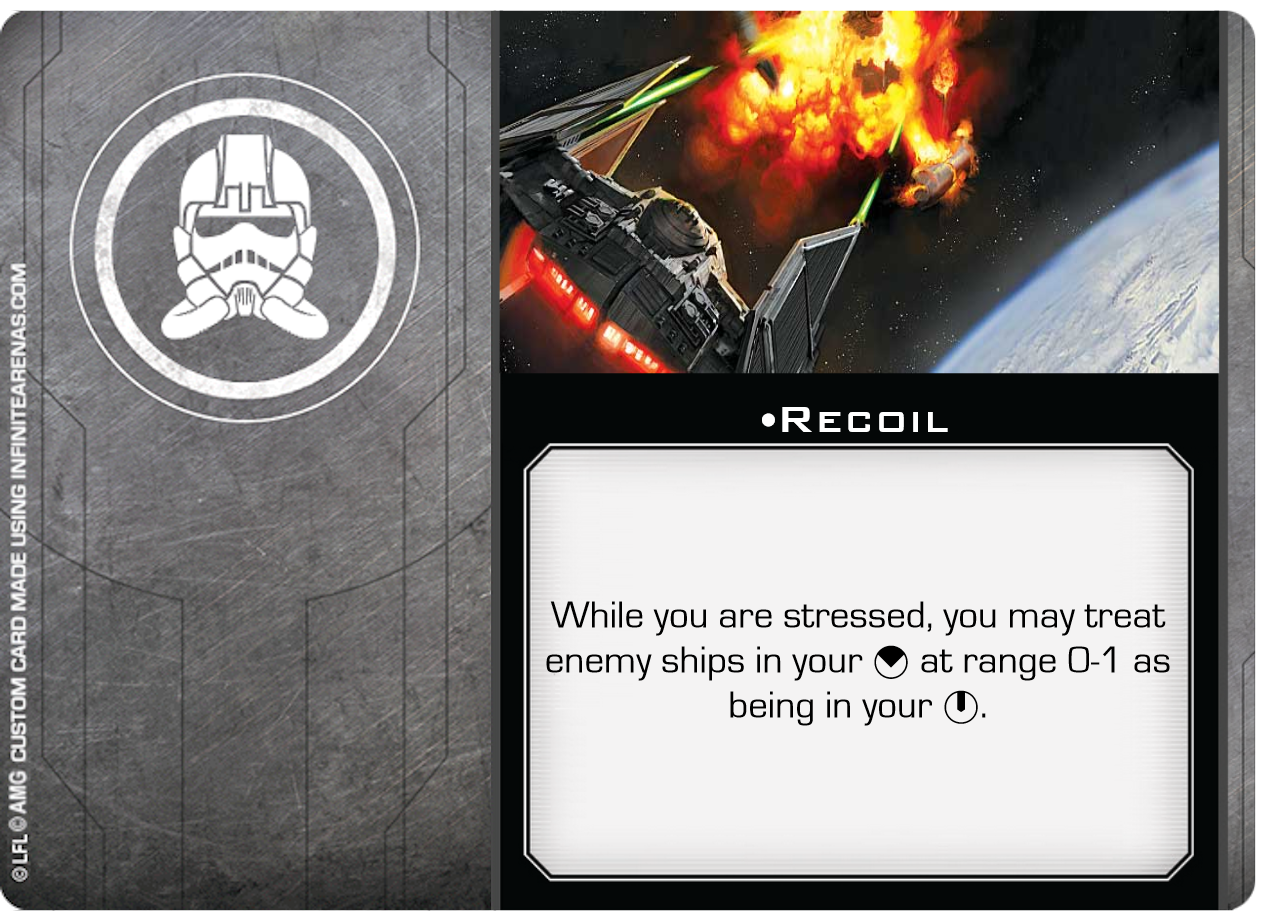 •RECOIL
While you are stressed, you may treat
enemy ships in your at range 0-1 as
being in your .
©LFL ©AMG CUSTOM CARD MADE USING INFINITEARENAS.COM